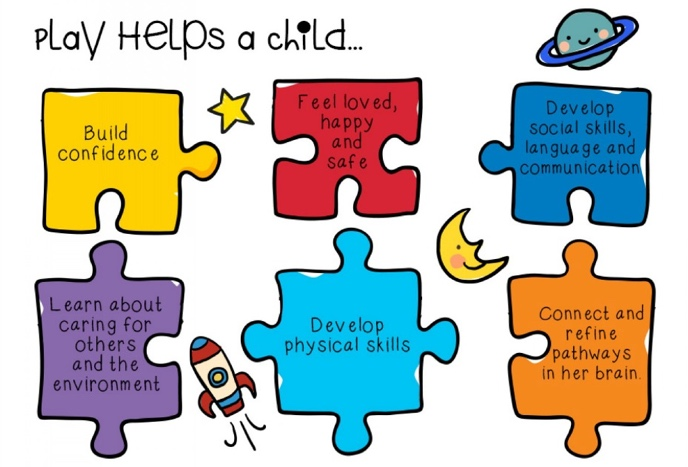 Play Helps a child...
Build
confidence
Feel loved,
happy
and
safe
Develop
social skills,
language and
communication
Learn about
caring for
others
and the
environment
Develop
physical skills
Connect and
refine
pathways
in her brain.